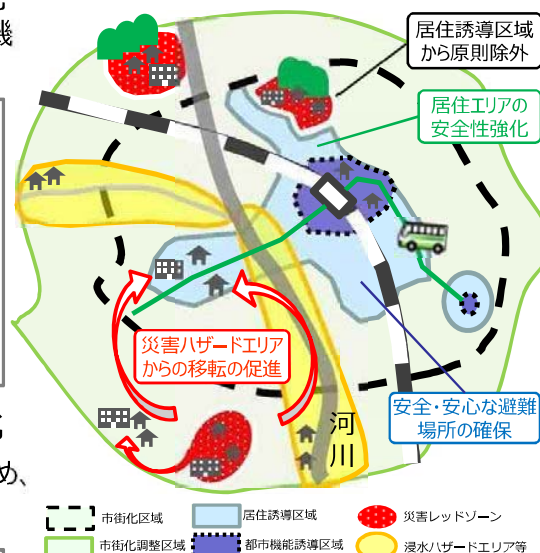 機
居住誘導区域
から原則除外
居住エリアの
安全性強化
災害ハザードエリア
からの移転の促進
安全・安心な避難
場所の確保
河
川
め、
市街化区域
居住誘導区域
災害レッドゾーン
市街化調整区域
都市機能誘導区域
浸水ハザードエリア等